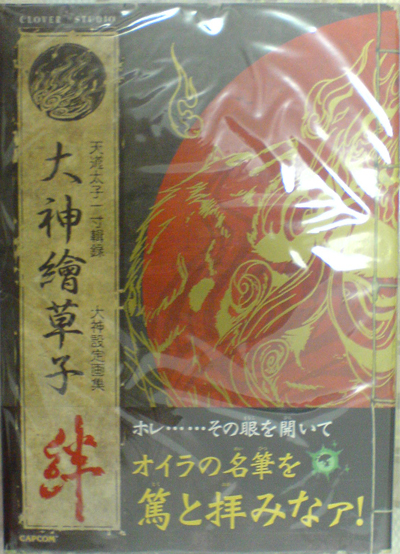 CLOVER STUDIO
天道太子一寸輯録
大神繪草子
大神設定画集
絆
CAPCOM
ホレ……その眼を開いて
オイラの名筆を
篤と拝みなァ!